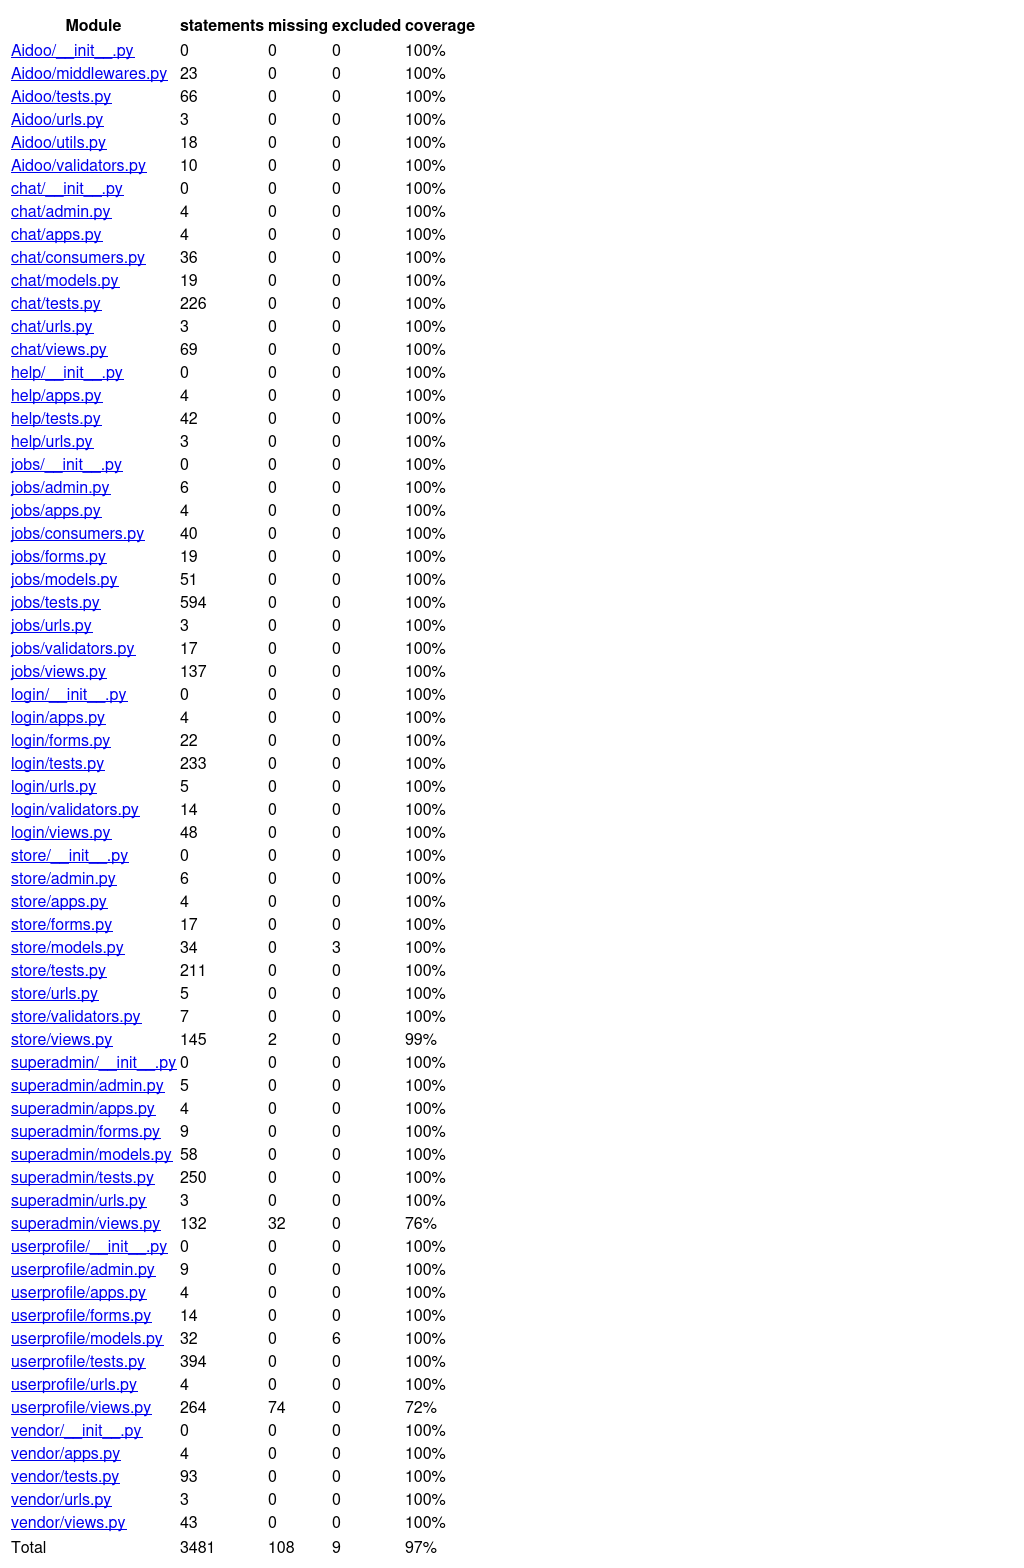 Module statements missing excluded coverage
Aidoo/__init__.py 0 0 0 100%
Aidoo/middlewares.py 23 0 0 100%
Aidoo/tests.py 66 0 0 100%
Aidoo/urls.py 3 0 0 100%
Aidoo/utils.py 18 0 0 100%
Aidoo/validators.py 10 0 0 100%
chat/__init__.py 0 0 0 100%
chat/admin.py 4 0 0 100%
chat/apps.py 4 0 0 100%
chat/consumers.py 36 0 0 100%
chat/models.py 19 0 0 100%
chat/tests.py 226 0 0 100%
chat/urls.py 3 0 0 100%
chat/views.py 69 0 0 100%
help/__init__.py 0 0 0 100%
help/apps.py 4 0 0 100%
help/tests.py 42 0 0 100%
help/urls.py 3 0 0 100%
jobs/__init__.py 0 0 0 100%
jobs/admin.py 6 0 0 100%
jobs/apps.py 4 0 0 100%
jobs/consumers.py 40 0 0 100%
jobs/forms.py 19 0 0 100%
jobs/models.py 51 0 0 100%
jobs/tests.py 594 0 0 100%
jobs/urls.py 3 0 0 100%
jobs/validators.py 17 0 0 100%
jobs/views.py 137 0 0 100%
login/__init__.py 0 0 0 100%
login/apps.py 4 0 0 100%
login/forms.py 22 0 0 100%
login/tests.py 233 0 0 100%
login/urls.py 5 0 0 100%
login/validators.py 14 0 0 100%
login/views.py 48 0 0 100%
store/__init__.py 0 0 0 100%
store/admin.py 6 0 0 100%
store/apps.py 4 0 0 100%
store/forms.py 17 0 0 100%
store/models.py 34 0 3 100%
store/tests.py 211 0 0 100%
store/urls.py 5 0 0 100%
store/validators.py 7 0 0 100%
store/views.py 145 2 0 99%
superadmin/__init__.py 0 0 0 100%
superadmin/admin.py 5 0 0 100%
superadmin/apps.py 4 0 0 100%
superadmin/forms.py 9 0 0 100%
superadmin/models.py 58 0 0 100%
superadmin/tests.py 250 0 0 100%
superadmin/urls.py 3 0 0 100%
superadmin/views.py 132 32 0 76%
userprofile/__init__.py 0 0 0 100%
userprofile/admin.py 9 0 0 100%
userprofile/apps.py 4 0 0 100%
userprofile/forms.py 14 0 0 100%
userprofile/models.py 32 0 6 100%
userprofile/tests.py 394 0 0 100%
userprofile/urls.py 4 0 0 100%
userprofile/views.py 264 74 0 72%
vendor/__init__.py 0 0 0 100%
vendor/apps.py 4 0 0 100%
vendor/tests.py 93 0 0 100%
vendor/urls.py 3 0 0 100%
vendor/views.py 43 0 0 100%
Total 3481 108 9 97%